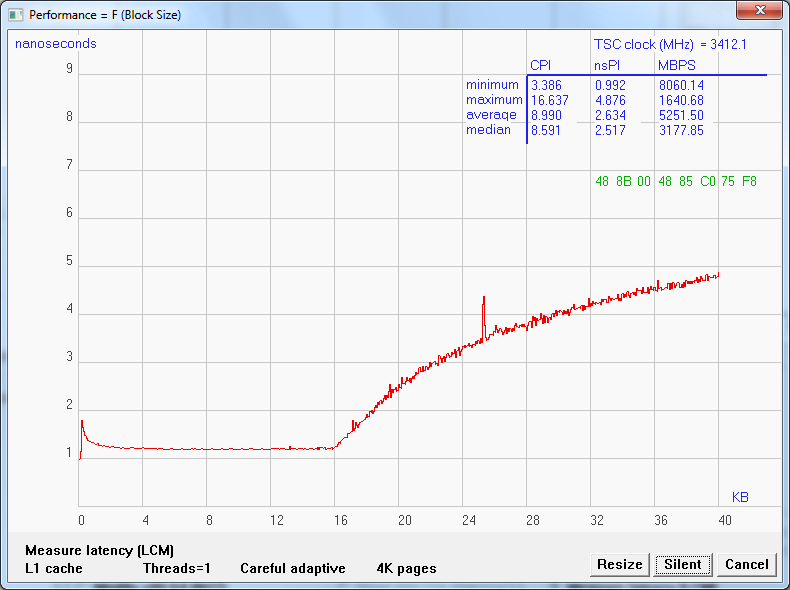 Performance = F (Block Size)
nanoseconds
TSC clock (MHz) = 3412.1
CPI nsPI MBPS
minimum 3.386 0.992 8060.14
maximum 16.637 4.876 1640.68
average 8.990 2.634 5251.50
median 8.591 2.517 3177.85
48 8B 00 48 85 C0 75 F8
9
8
7
6
5
4
3
2
1
KB
0 4 8 12 16 20 24 28 32 36 40
Measure latency (LCM)
L1 cache Threads=1 Careful adaptive 4K pages
Resize Silent Cancel